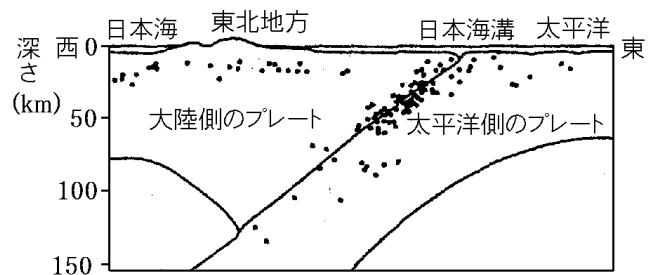 日本海 東北地方 日本海溝 太平洋
深さ 西 0 東
(km)
50
大陸側のプレート 太平洋側のプレート
100
150